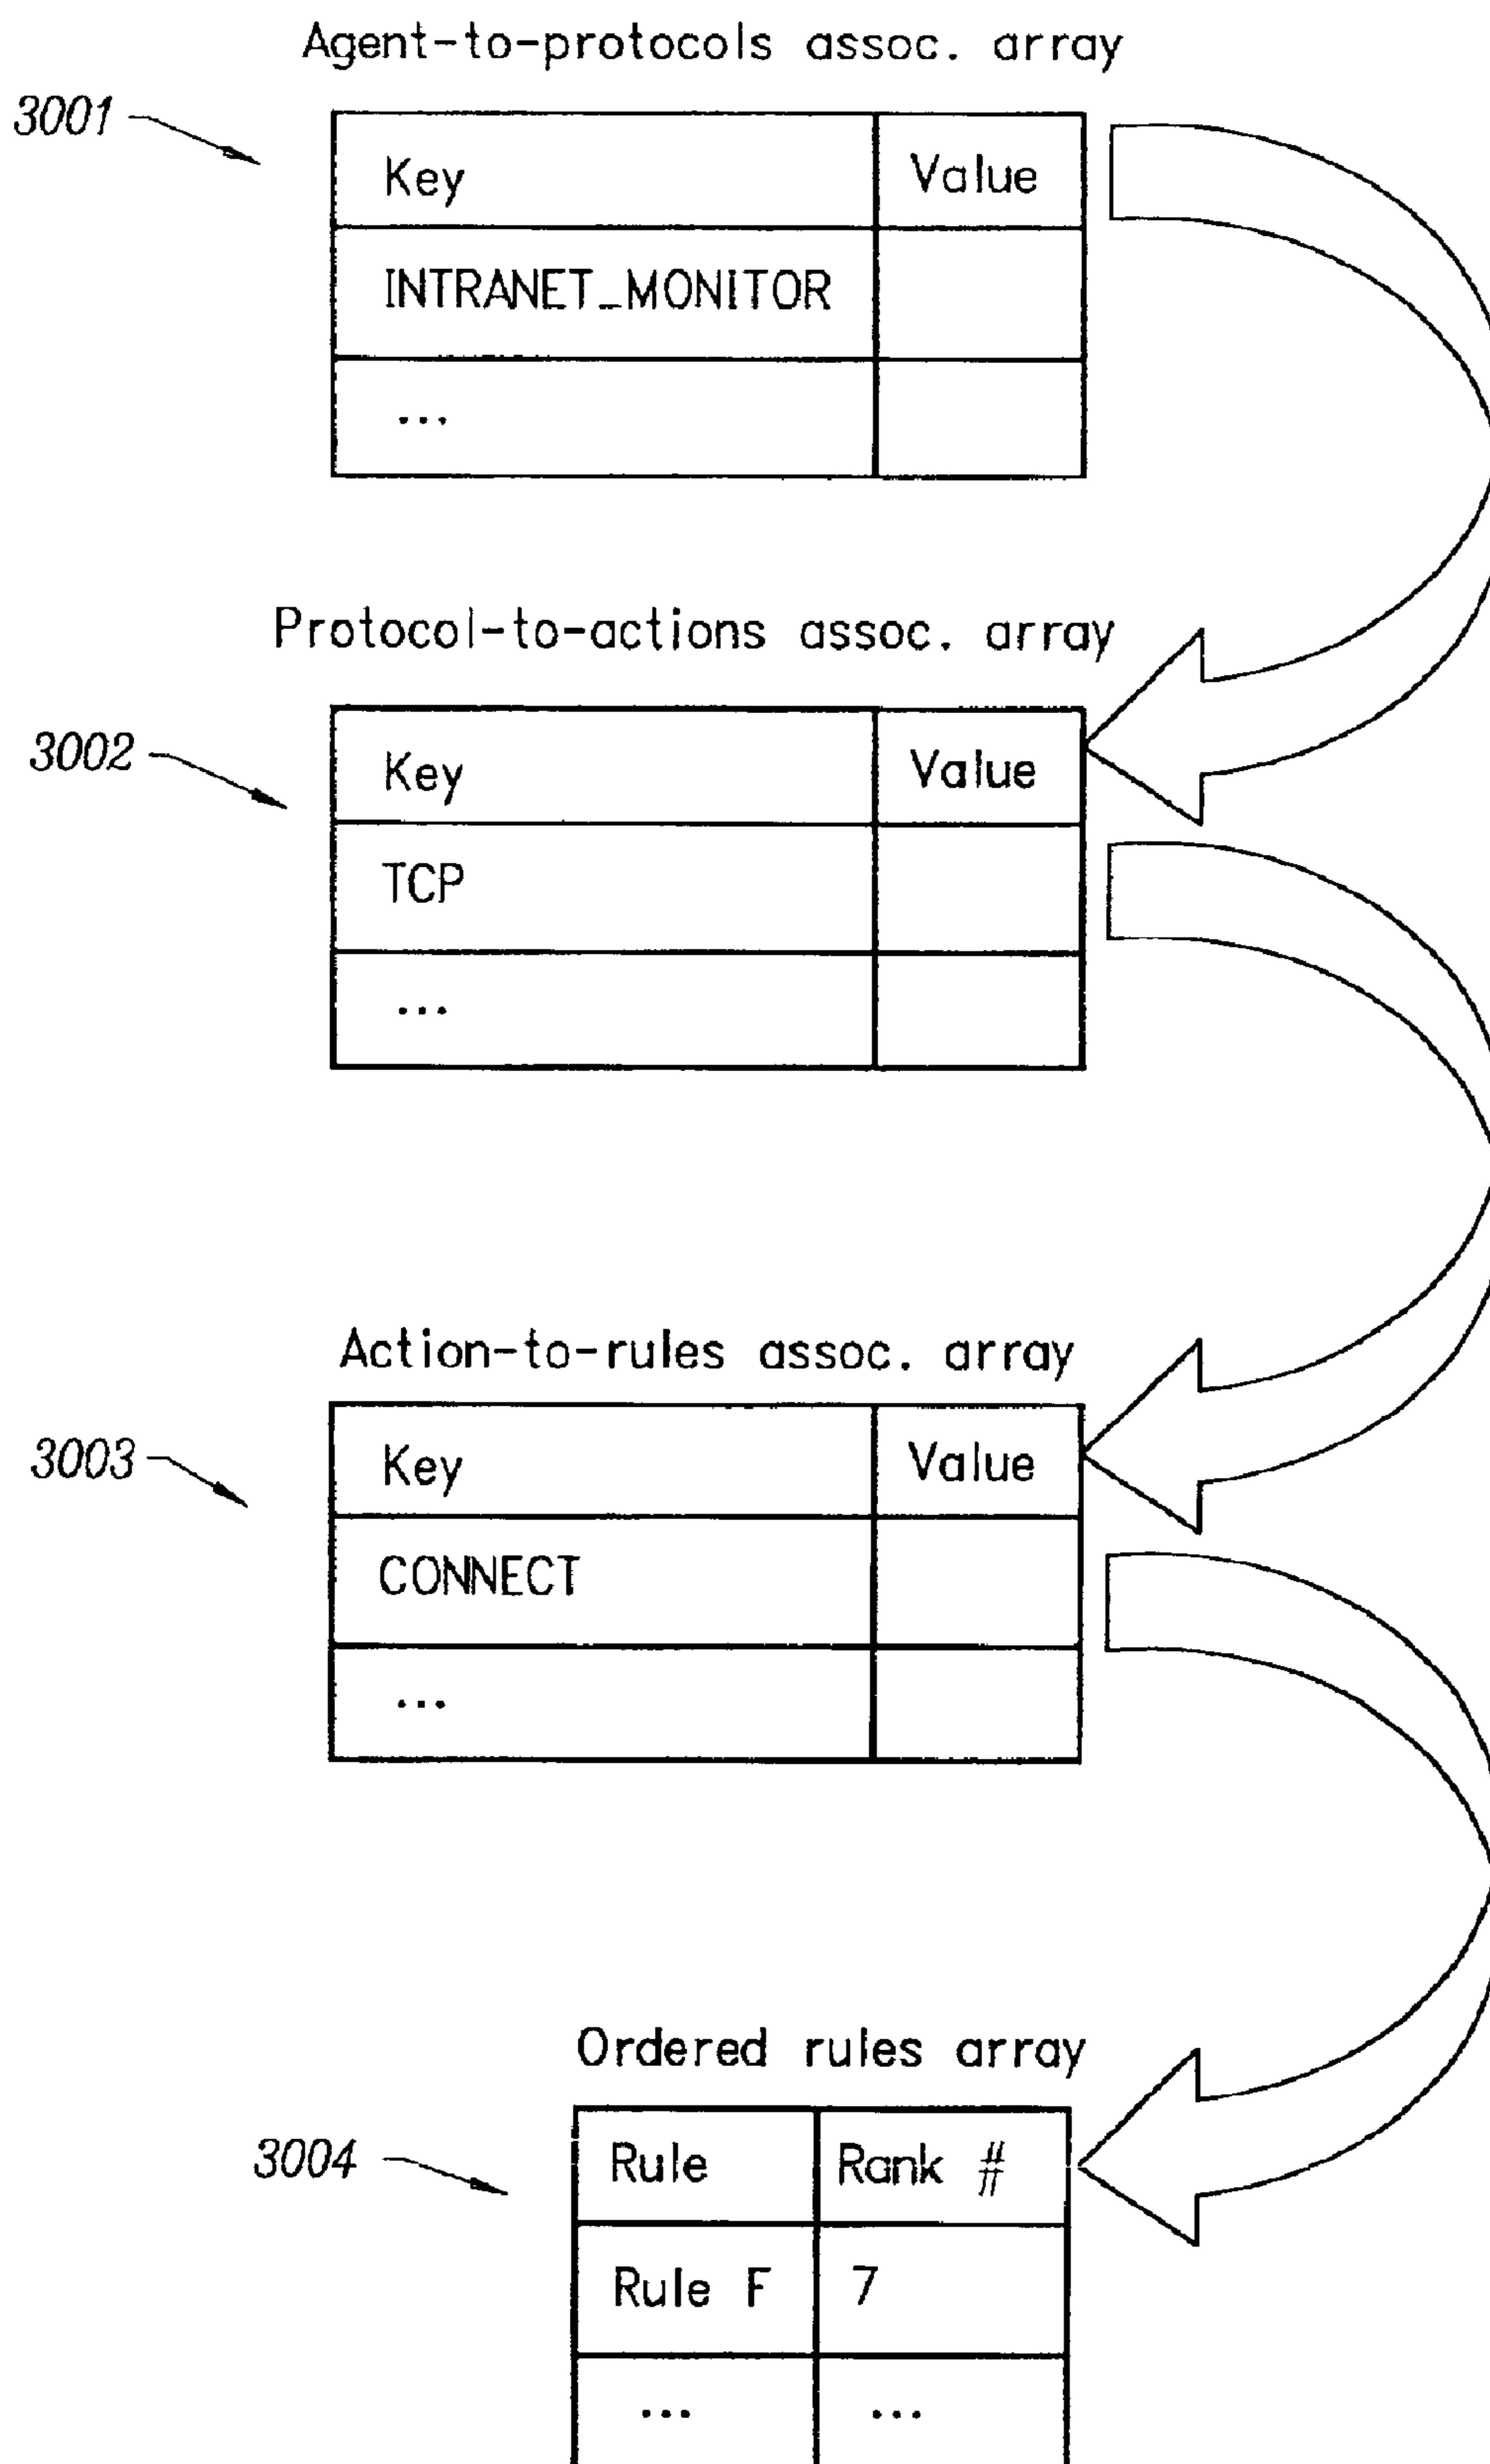 Agent-to-protocols assoc. array
3001
Key Value
INTRANET_MONITOR
...
Protocol-to-actions assoc. array
3002
Key Value
TCP
...
Action-to-rules assoc. array
3003
Key Value
CONNECT
...
Ordered rules array
3004
Rule Rank #
Rule F 7
... ...